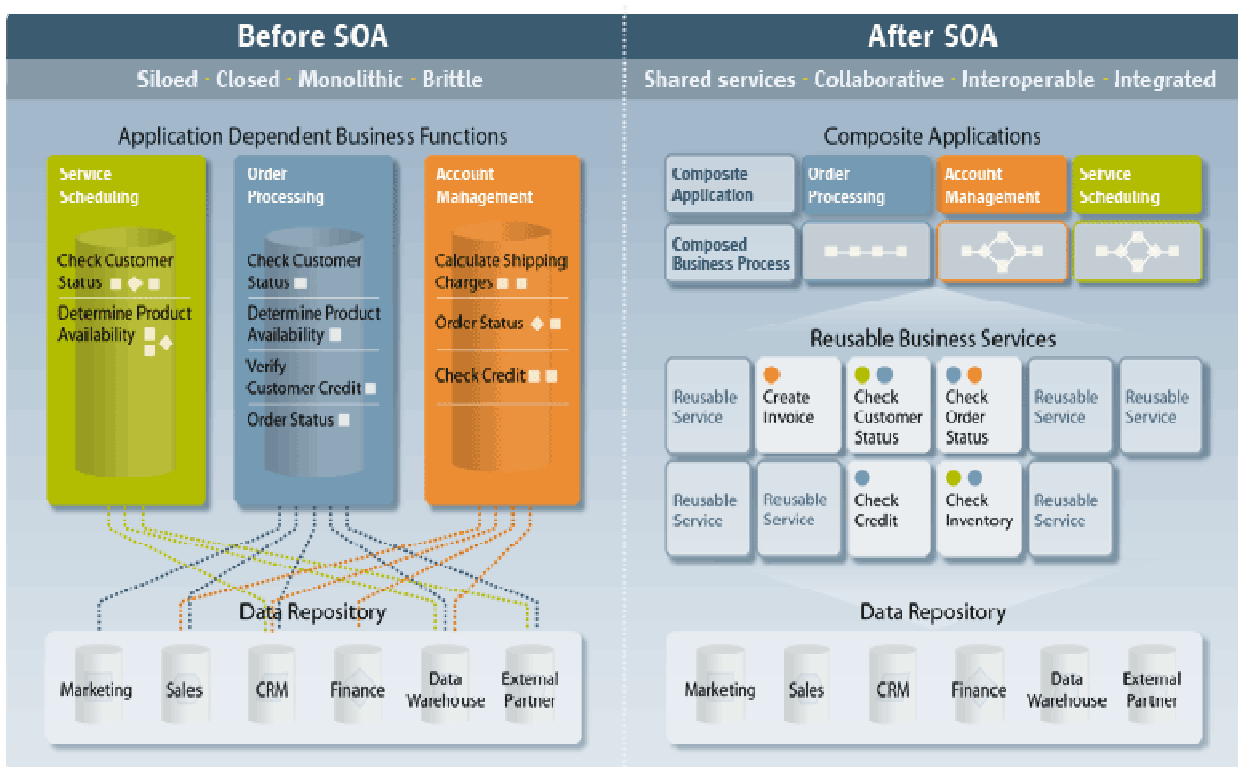 Before SOA
Siloed - Closed - Monolithic - Brittle
Application Dependent Business Functions
Service
Scheduling
Check Customer
Status
Determine Product
Availability
Order
Processing
Check Customer
Status
Determine Product
Availability
Verify
Customer Credit
Order Status
Account
Management
Calculate Shipping
Charges
Order Status
Check Credit
Data Repository
Marketing
Sales
CRM
Finance
Data
Warehouse
External
Partner
After SOA
Shared services - Collaborative - Interoperable - Integrated
Composite Applications
Composite
Application
Order
Processing
Account
Management
Service
Scheduling
Composed
Business Process
Reusable Business Services
Reusable
Service
Create
Invoice
Check
Customer
Status
Check
Order
Status
Reusable
Service
Reusable
Service
Reusable
Service
Reusable
Service
Check
Credit
Check
Inventory
Reusable
Service
Data Repository
Marketing
Sales
CRM
Finance
Data
Warehouse
External
Partner